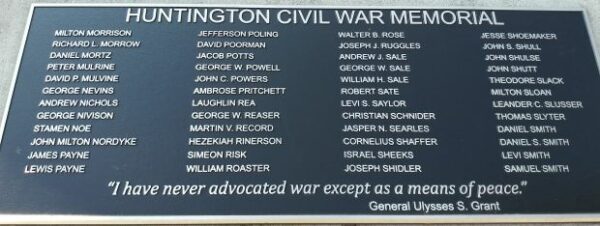 HUNTINGTON CIVIL WAR MEMORIAL
MILTON MORRISON
RICHARD L. MORROW
DANIEL MORTZ
PETER MULRINE
DAVID P. MULVINE
GEORGE NEVINS
ANDREW NICHOLS
GEORGE NIVISON
STAMEN NOE
JOHN MILTON NORDYKE
JAMES PAYNE
LEWIS PAYNE
JEFFERSON POLING
DAVID POORMAN
JACOB POTTS
GEORGE W. POWELL
JOHN C. POWERS
AMBROSE PRITCHETT
LAUGHLIN REA
GEORGE W. REASER
MARTIN V. RECORD
HEZEKIAH RINERSON
SIMEON RISK
WILLIAM ROASTER
WALTER B. ROSE
JOSEPH J. RUGGLES
ANDREW J. SALE
GEORGE W. SALE
WILLIAM H. SALE
ROBERT SATE
LEVI S. SAYLOR
CHRISTIAN SCHNIDER
JASPER N. SEARLES
CORNELIUS SHAFFER
ISRAEL SHEEKS
JOSEPH SHIDLER
JESSE SHOEMAKER
JOHN S. SHULL
JOHN SHULSE
JOHN SHUTT
THEODORE SLACK
MILTON SLOAN
LEANDER C. SLUSSER
THOMAS SLYTER
DANIEL SMITH
DANIEL S. SMITH
LEVI SMITH
SAMUEL SMITH
"I have never advocated war except as a means of peace."
General Ulysses S. Grant